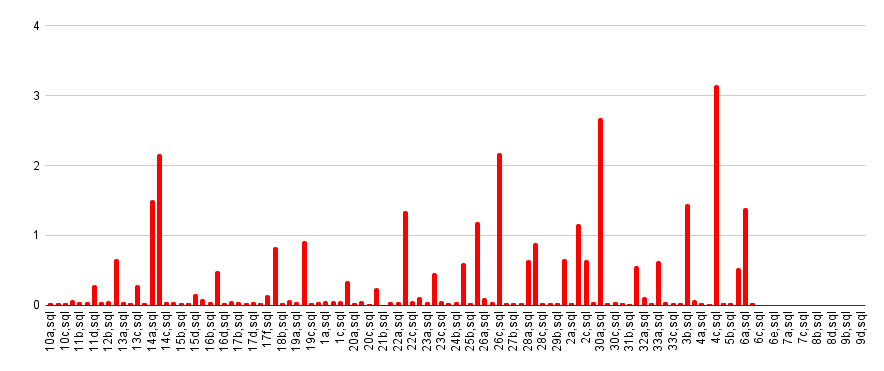 4
3
2
1
0
10a,sql
10c,sql
11b,sql
11d,sql
12b,sql
13a,sql
13c,sql
14a,sql
14c,sql
15b,sql
15d,sql
16b,sql
16d,sql
17b,sql
17d,sql
17f,sql
18b,sql
19a,sql
19c,sql
1a,sql
1c,sql
20a,sql
20c,sql
21b,sql
22a,sql
22c,sql
23a,sql
23c,sql
24b,sql
25b,sql
26a,sql
26c,sql
27b,sql
28a,sql
28c,sql
29b,sql
2a,sql
2c,sql
30a,sql
30c,sql
31b,sql
32a,sql
33a,sql
33c,sql
3b,sql
4a,sql
4c,sql
5b,sql
6a,sql
6c,sql
6e,sql
7a,sql
7c,sql
8b,sql
8d,sql
9b,sql
9d,sql